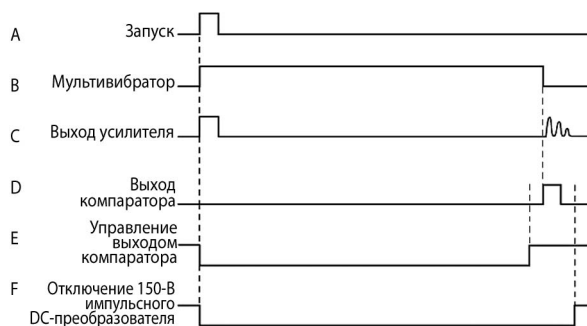 A Запуск
B Мультивибратор
C Выход усилителя
D Выход
компаратора
E Управление
выходом
компаратора
F Отключение 150-В
импульсного
DC-преобразователя